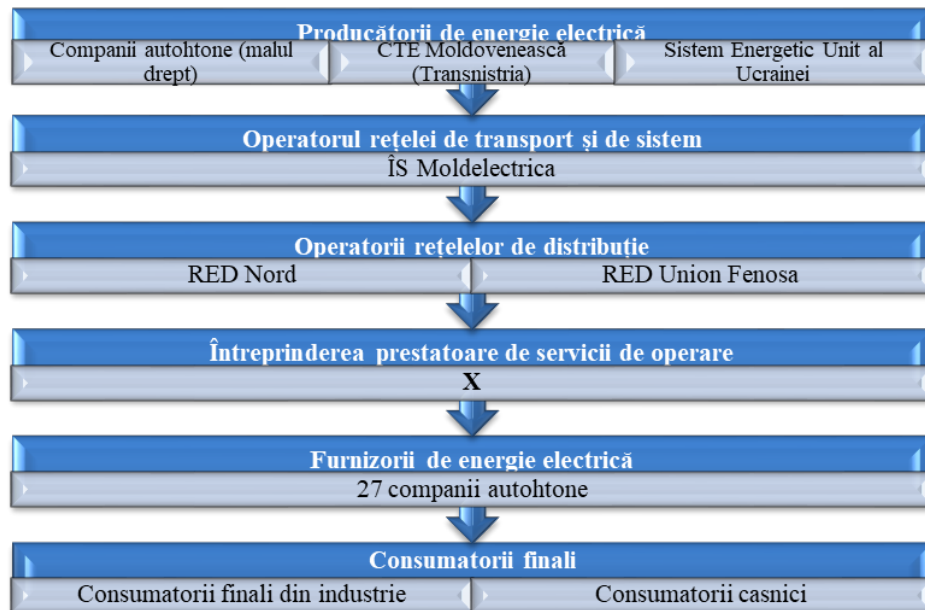 Producătorii de energie electrică
Companii autohtone (malul
drept)
CTE Moldovenească
(Transnistria)
Sistem Energetic Unit al
Ucrainei
Operatorul rețelei de transport și de sistem
ÎS Moldelectrica
Operatorii rețelelor de distribuție
RED Nord
RED Union Fenosa
Întreprinderea prestatoare de servicii de operare
X
Furnizorii de energie electrică
27 companii autohtone
Consumatorii finali
Consumatorii finali din industrie
Consumatorii casnici